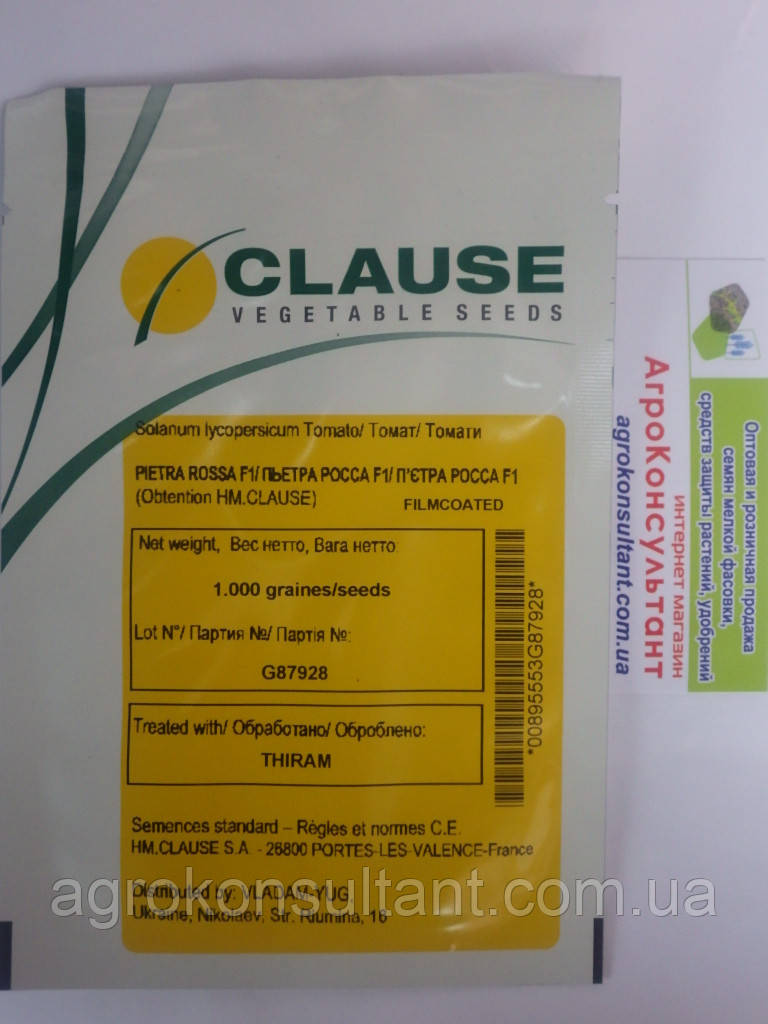 CLAUSE
VEGETABLE SEEDS
Solanum lycopersicum Tomato/ Томат/ Томати
PIETRA ROSSA F1/ ПЬЕТРА РОССА F1/ П'ЄТРА РОССА F1
(Obtention HM.CLAUSE) FILMCOATED
Net weight, Вес нетто, Вага нетто:
1.000 graines/seeds
Lot N°/ Партия №/ Партія №:
G87928
Treated with/ Обработано/ Оброблено:
THIRAM
*00895553G87928*
Semences standard – Règles et normes C.E.
HM.CLAUSE S.A. - 26800 PORTES-LES-VALENCE-France
Distributed by: VLADAM-YUG,
Ukraine, Nikolaev, Str. Riumina, 16
agrokonsultant.com.ua
Оптовая и розничная продажа
семян мелкой фасовки,
средств защиты растений, удобрений
интернет магазин
АгроКонсультант
agrokonsultant.com.ua